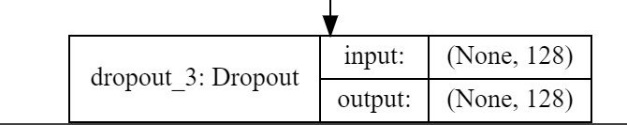 dropout_3: Dropout
input:
(None, 128)
output:
(None, 128)